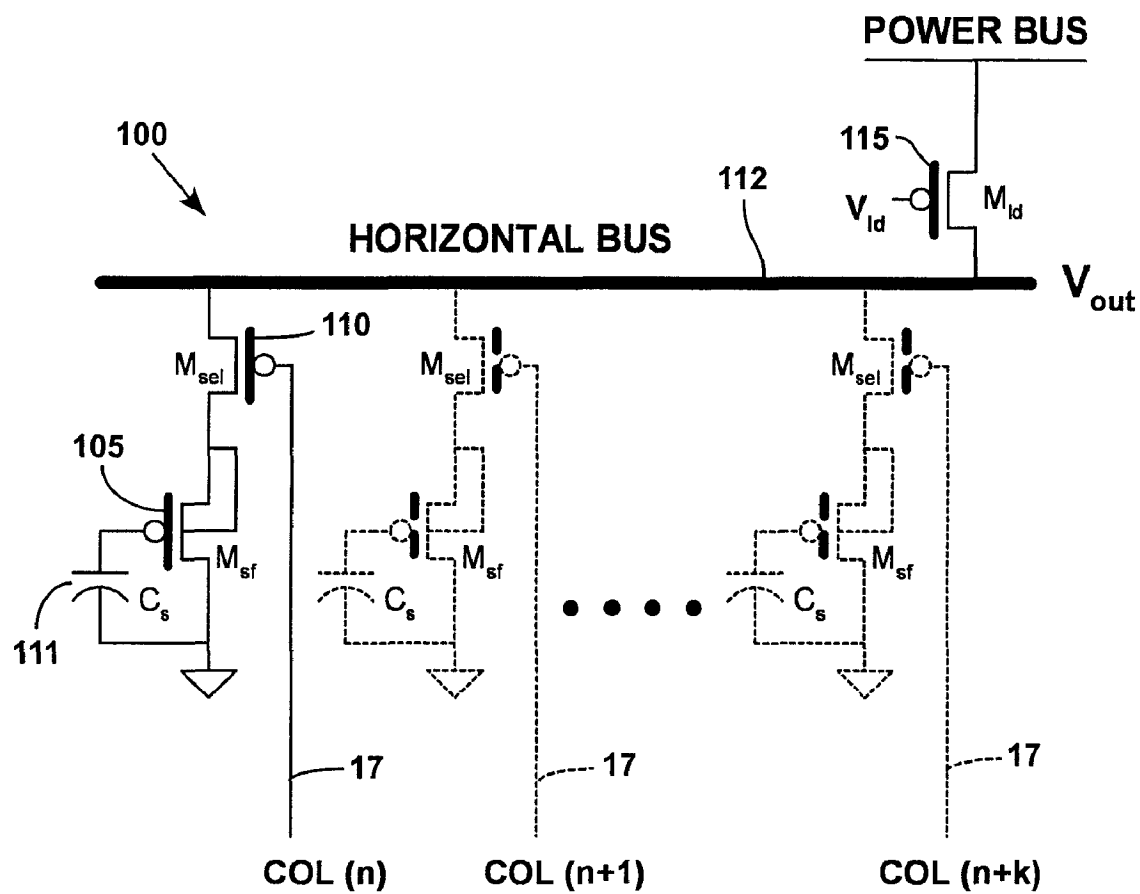 POWER BUS
100
115
112
V_ld
M_ld
HORIZONTAL BUS
V_out
110
M_sel
M_sel
M_sel
105
M_sf
M_sf
M_sf
C_s
C_s
C_s
111
17
17
17
COL (n)
COL (n+1)
COL (n+k)